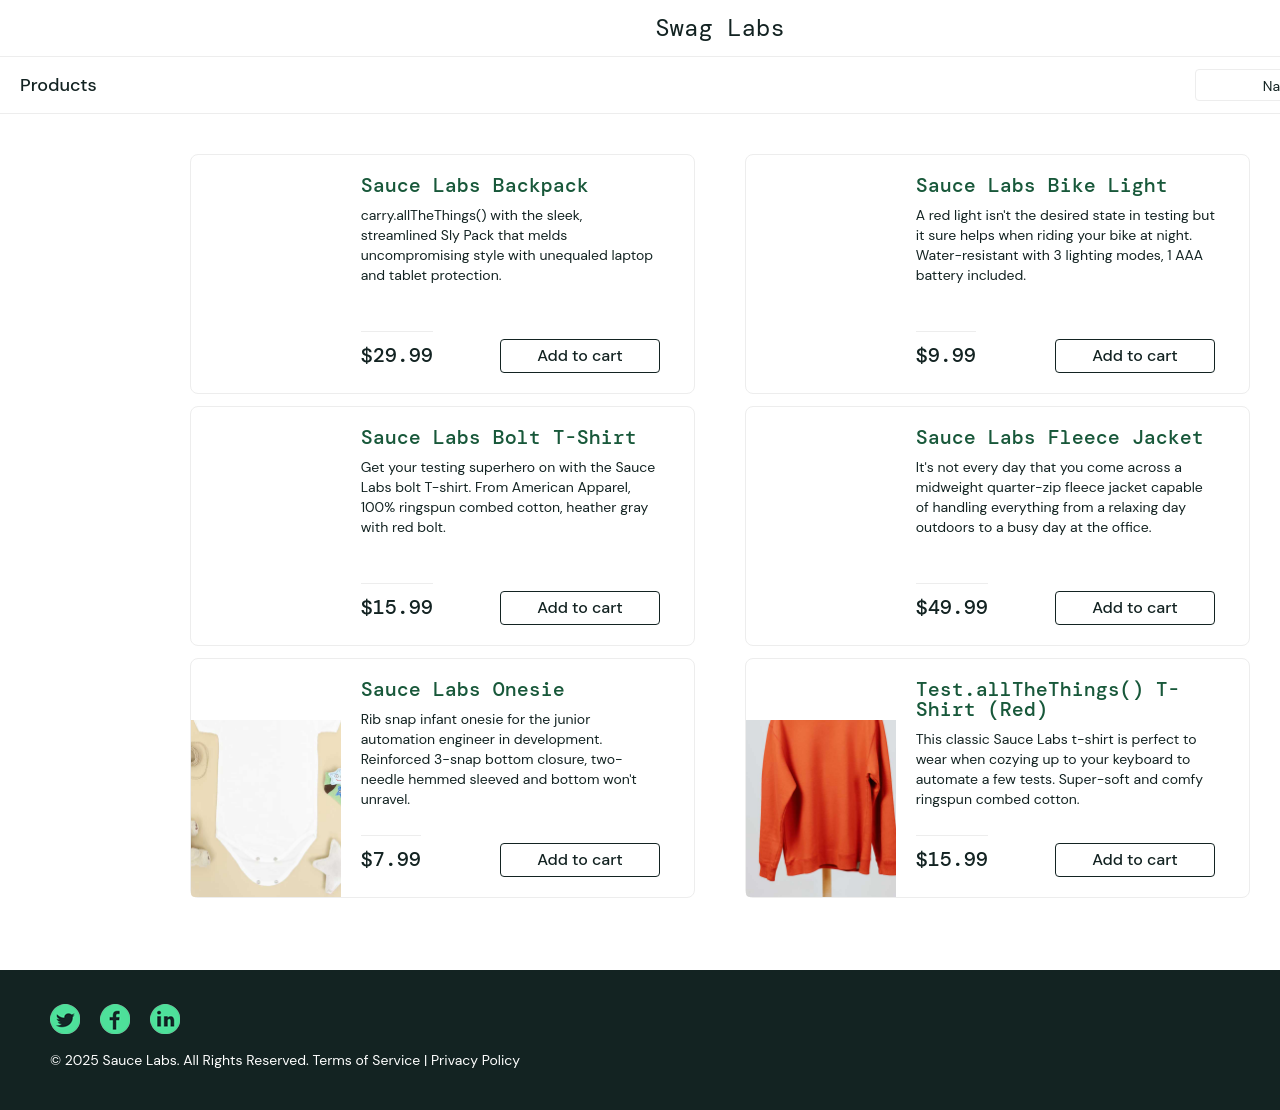 Swag Labs
Products
Na
Sauce Labs Backpack
carry.allTheThings() with the sleek,
streamlined Sly Pack that melds
uncompromising style with unequaled laptop
and tablet protection.
$29.99
Add to cart
Sauce Labs Bike Light
A red light isn't the desired state in testing but
it sure helps when riding your bike at night.
Water-resistant with 3 lighting modes, 1 AAA
battery included.
$9.99
Add to cart
Sauce Labs Bolt T-Shirt
Get your testing superhero on with the Sauce
Labs bolt T-shirt. From American Apparel,
100% ringspun combed cotton, heather gray
with red bolt.
$15.99
Add to cart
Sauce Labs Fleece Jacket
It's not every day that you come across a
midweight quarter-zip fleece jacket capable
of handling everything from a relaxing day
outdoors to a busy day at the office.
$49.99
Add to cart
Sauce Labs Onesie
Rib snap infant onesie for the junior
automation engineer in development.
Reinforced 3-snap bottom closure, two-
needle hemmed sleeved and bottom won't
unravel.
$7.99
Add to cart
Test.allTheThings() T-
Shirt (Red)
This classic Sauce Labs t-shirt is perfect to
wear when cozying up to your keyboard to
automate a few tests. Super-soft and comfy
ringspun combed cotton.
$15.99
Add to cart
© 2025 Sauce Labs. All Rights Reserved. Terms of Service | Privacy Policy